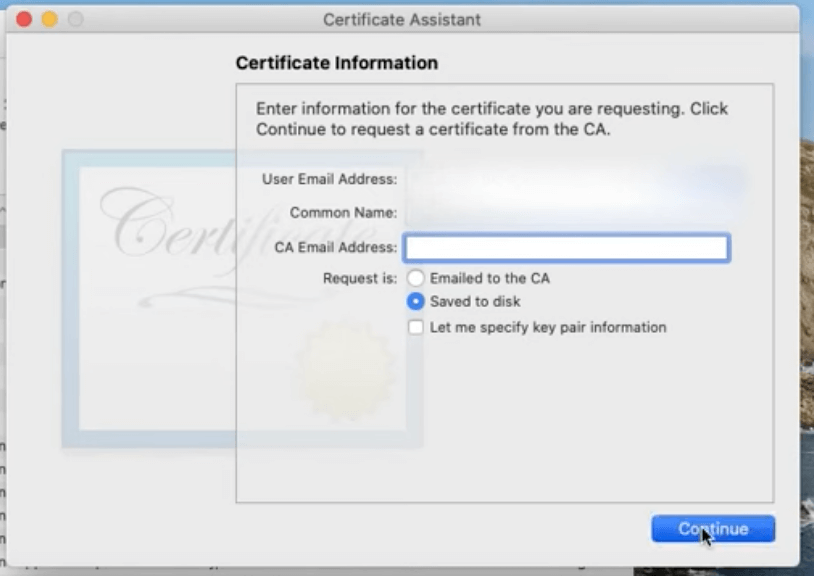 Certificate Assistant
Certificate Information
Enter information for the certificate you are requesting. Click
Continue to request a certificate from the CA.
User Email Address:
Common Name:
CA Email Address:
Request is:
Emailed to the CA
Saved to disk
Let me specify key pair information
Certificate
Continue